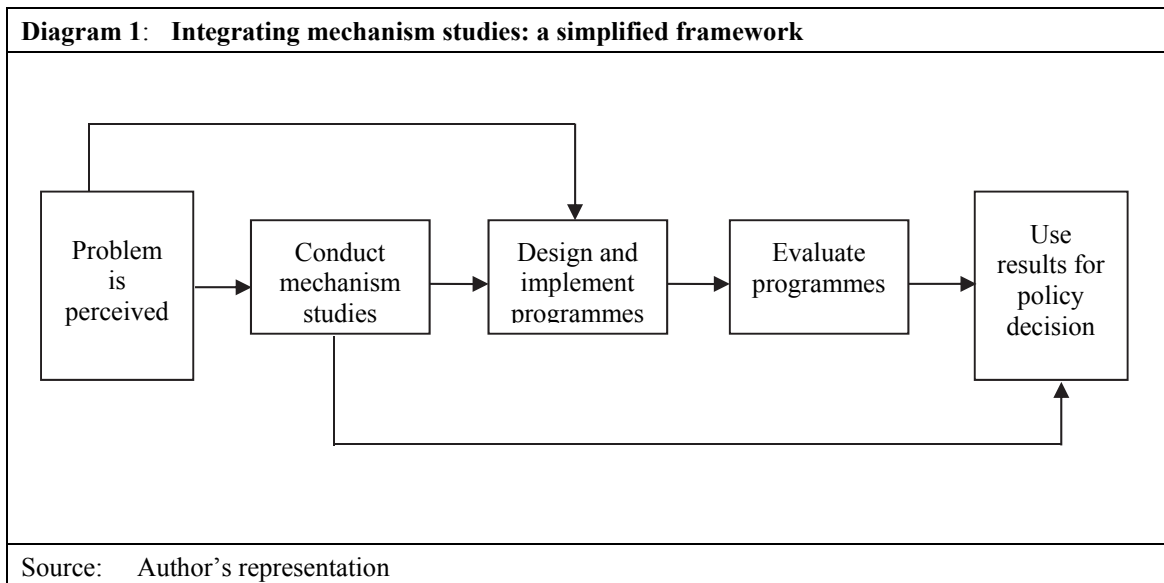 Diagram 1: Integrating mechanism studies: a simplified framework
Problem
is
perceived
Conduct
mechanism
studies
Design and
implement
programmes
Evaluate
programmes
Use
results for
policy
decision
Source: Author’s representation